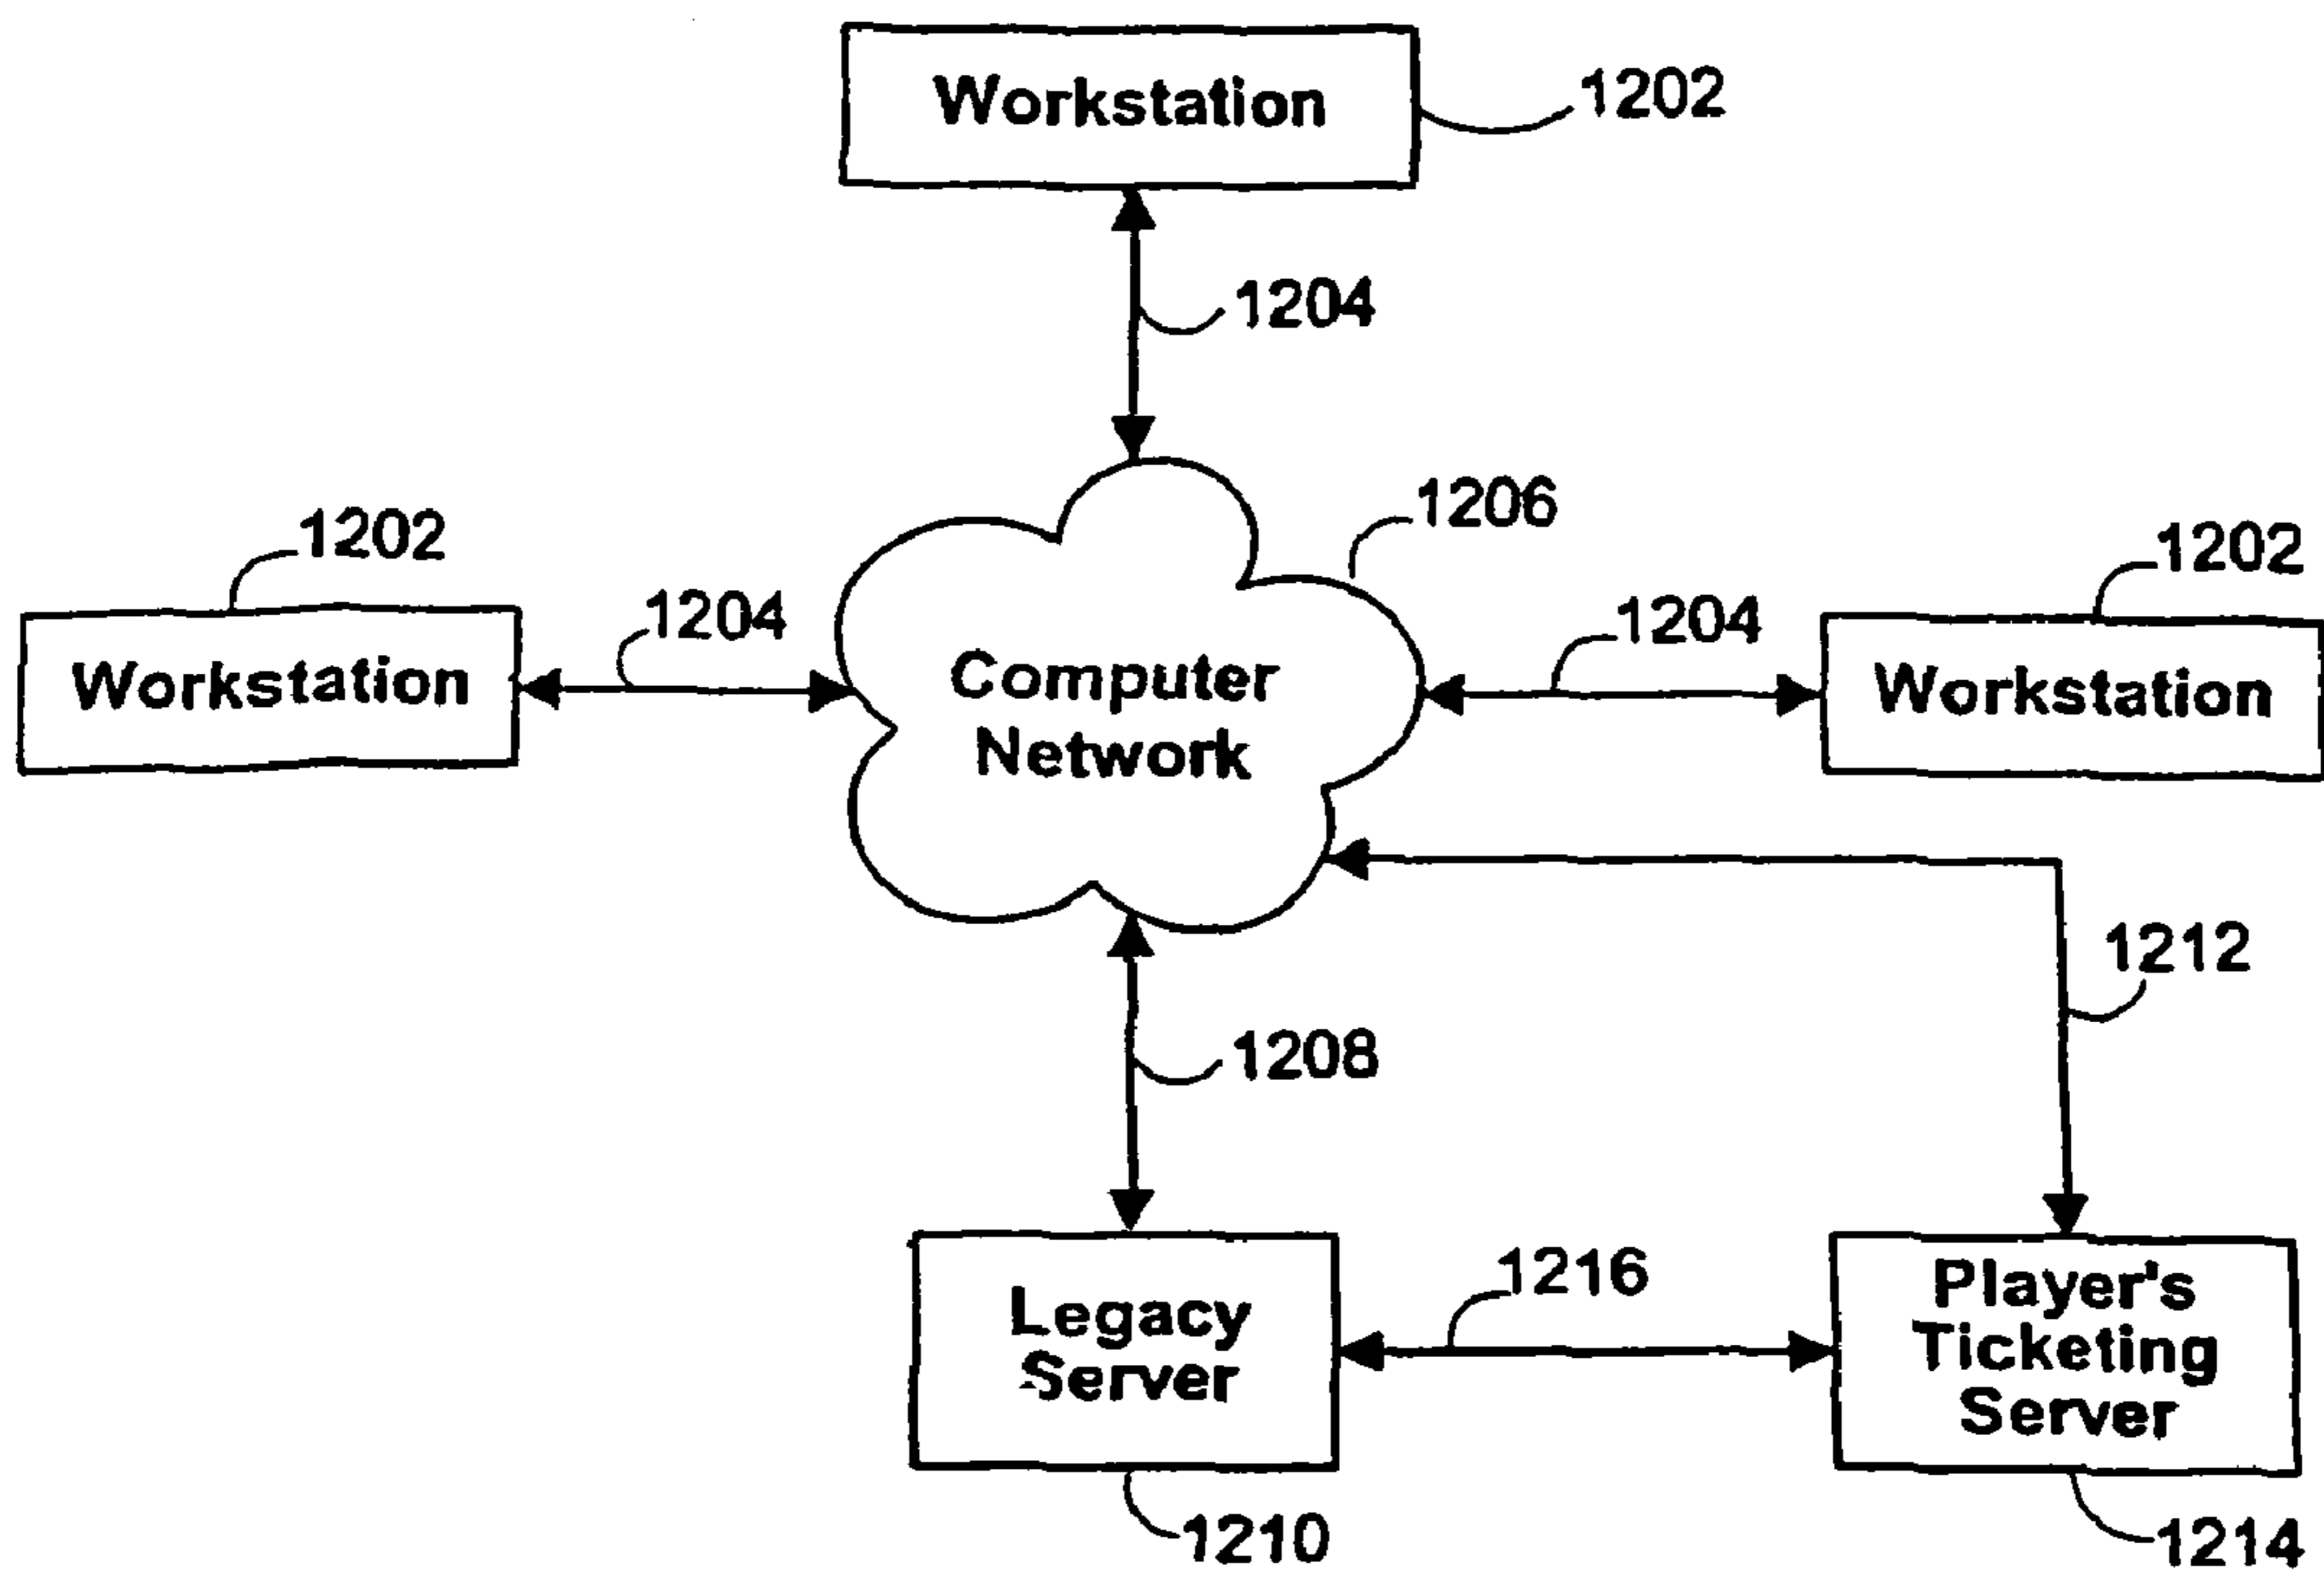 Workstation
1202
1204
1206
1202
1202
1204
1204
Workstation
Computer
Network
Workstation
1212
1208
1216
Legacy
Server
Player's
Ticketing
Server
1210
1214